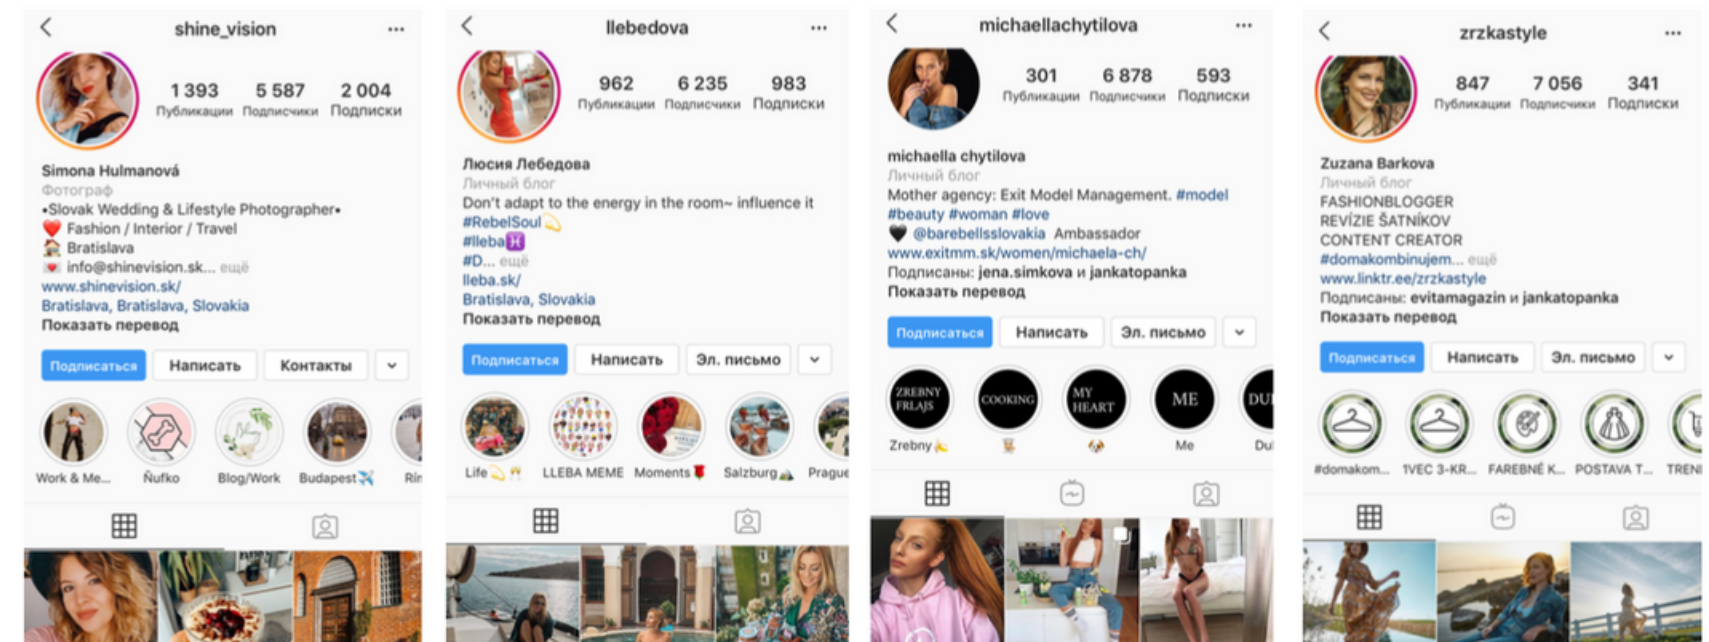 shine_vision
1 393 5 587 2 004
Публикации Подписчики Подписки
Simona Hulmanová
Фотограф
•Slovak Wedding & Lifestyle Photographer•
❤️ Fashion / Interior / Travel
🏠 Bratislava
💌 info@shinevision.sk... ещё
www.shinevision.sk/
Bratislava, Bratislava, Slovakia
Показать перевод
Подписаться Написать Контакты
Work & Me... Ñufko Blog/Work Budapest✈️
llebedova
962 6 235 983
Публикации Подписчики Подписки
Люсия Лебедова
Личный блог
Don't adapt to the energy in the room~ influence it
#RebelSoul 💫
#lleba♓
#D... ещё
lleba.sk/
Bratislava, Slovakia
Показать перевод
Подписаться Написать Эл. письмо
Life💫🥂 LLEBA MEME Moments🌹 Salzburg🏔️ Prague
michaellachytilova
301 6 878 593
Публикации Подписчики Подписки
michaella chytilova
Личный блог
Mother agency: Exit Model Management. #model
#beauty #woman #love
🖤 @barebellsslovakia Ambassador
www.exitmm.sk/women/michaela-ch/
Подписаны: jena.simkova и jankatopanka
Показать перевод
Подписаться Написать Эл. письмо
ZREBNY
FRLAJS
COOKING
MY
HEART
ME
DU
Zrebny Me Du
zrzkastyle
847 7 056 341
Публикации Подписчики Подписки
Zuzana Barkova
Личный блог
FASHIONBLOGGER
REVÍZIE ŠATNÍKOV
CONTENT CREATOR
#domakombinujem... ещё
www.linktr.ee/zrzkastyle
Подписаны: evitamagazin и jankatopanka
Показать перевод
Подписаться Написать Эл. письмо
#domakom... 1VEC 3-KR... FAREBNÉ K... POSTAVA T... TREN